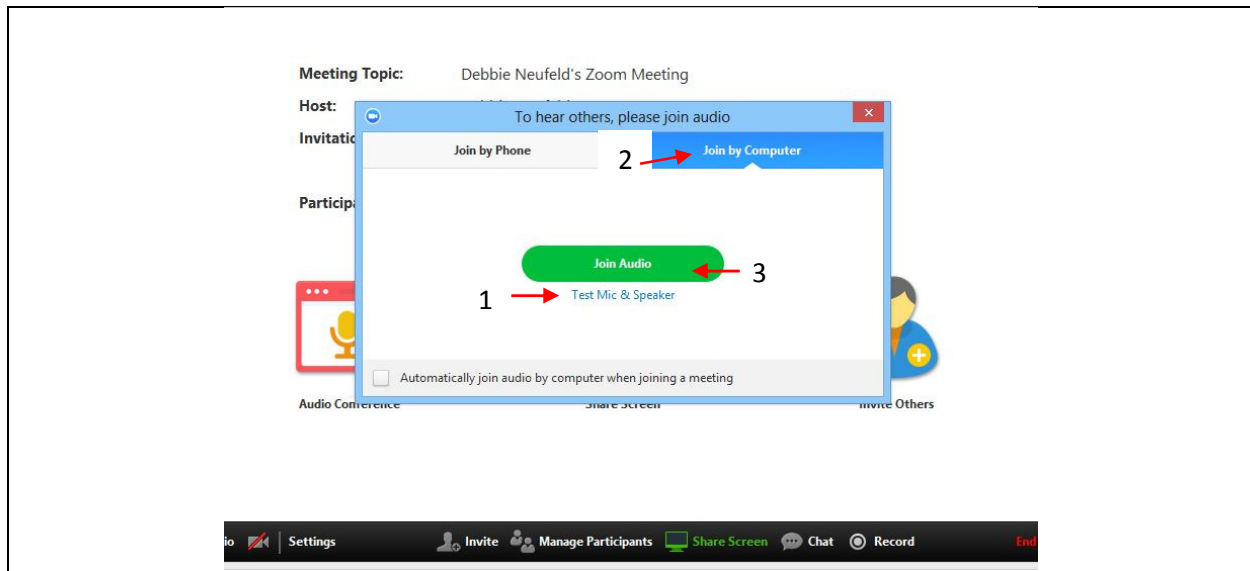 Meeting Topic: Debbie Neufeld's Zoom Meeting
Host:
To hear others, please join audio
Join by Phone
2
Join by Computer
Join Audio
3
1
Test Mic & Speaker
Automatically join audio by computer when joining a meeting
Audio Conference Share Screen Invite Others
io Settings Invite Manage Participants Share Screen Chat Record End